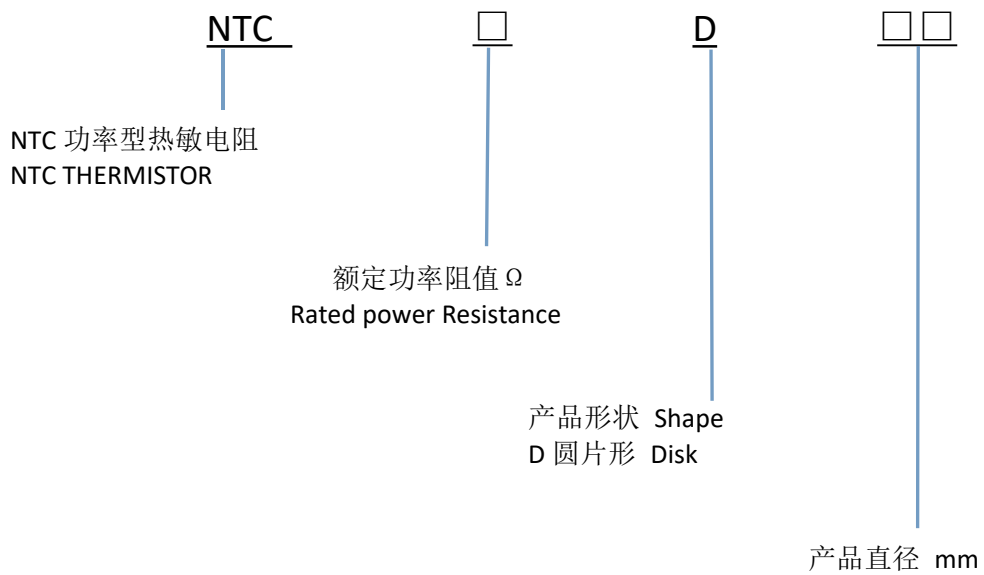 NTC □ D □□
NTC 功率型热敏电阻
NTC THERMISTOR
额定功率阻值 Ω
Rated power Resistance
产品形状 Shape
D 圆片形 Disk
产品直径 mm